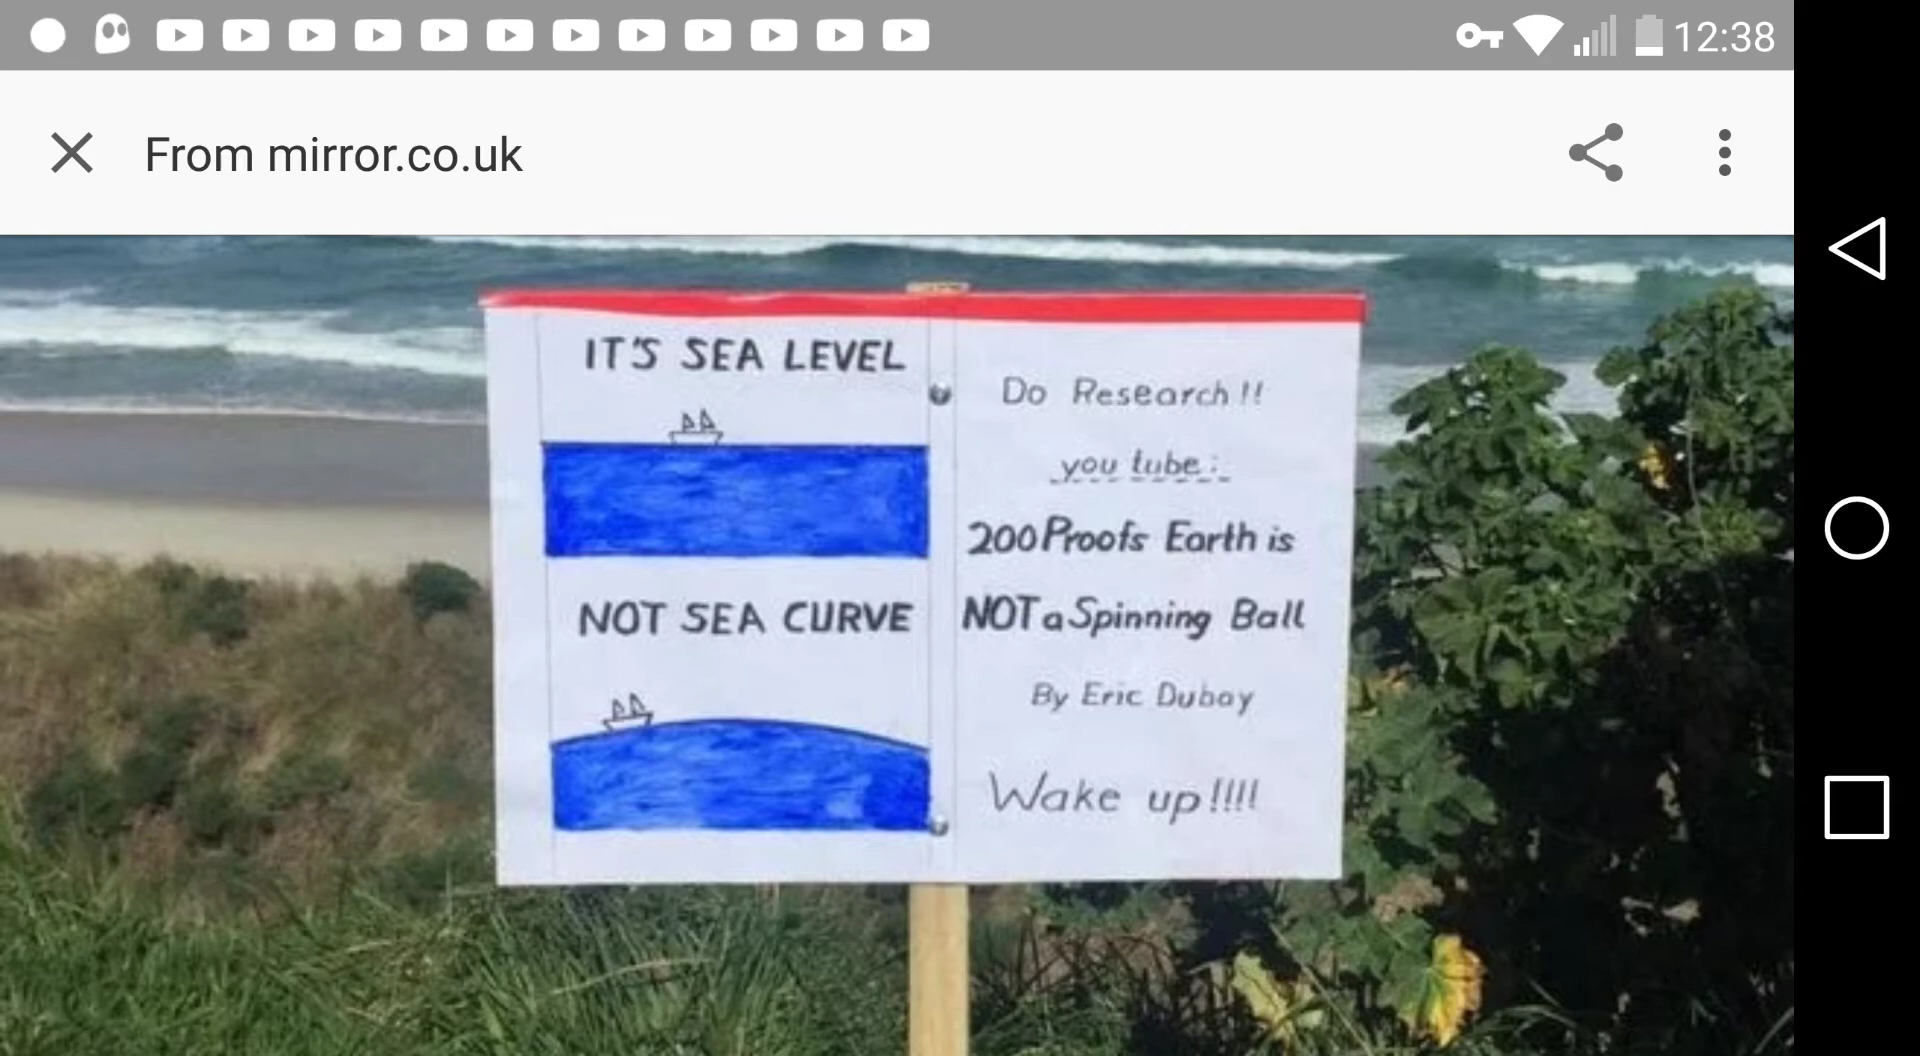 12:38
From mirror.co.uk
IT'S SEA LEVEL
NOT SEA CURVE
Do Research!!
you tube:
200 Proofs Earth is
NOT a Spinning Ball
By Eric Dubay
Wake up!!!!